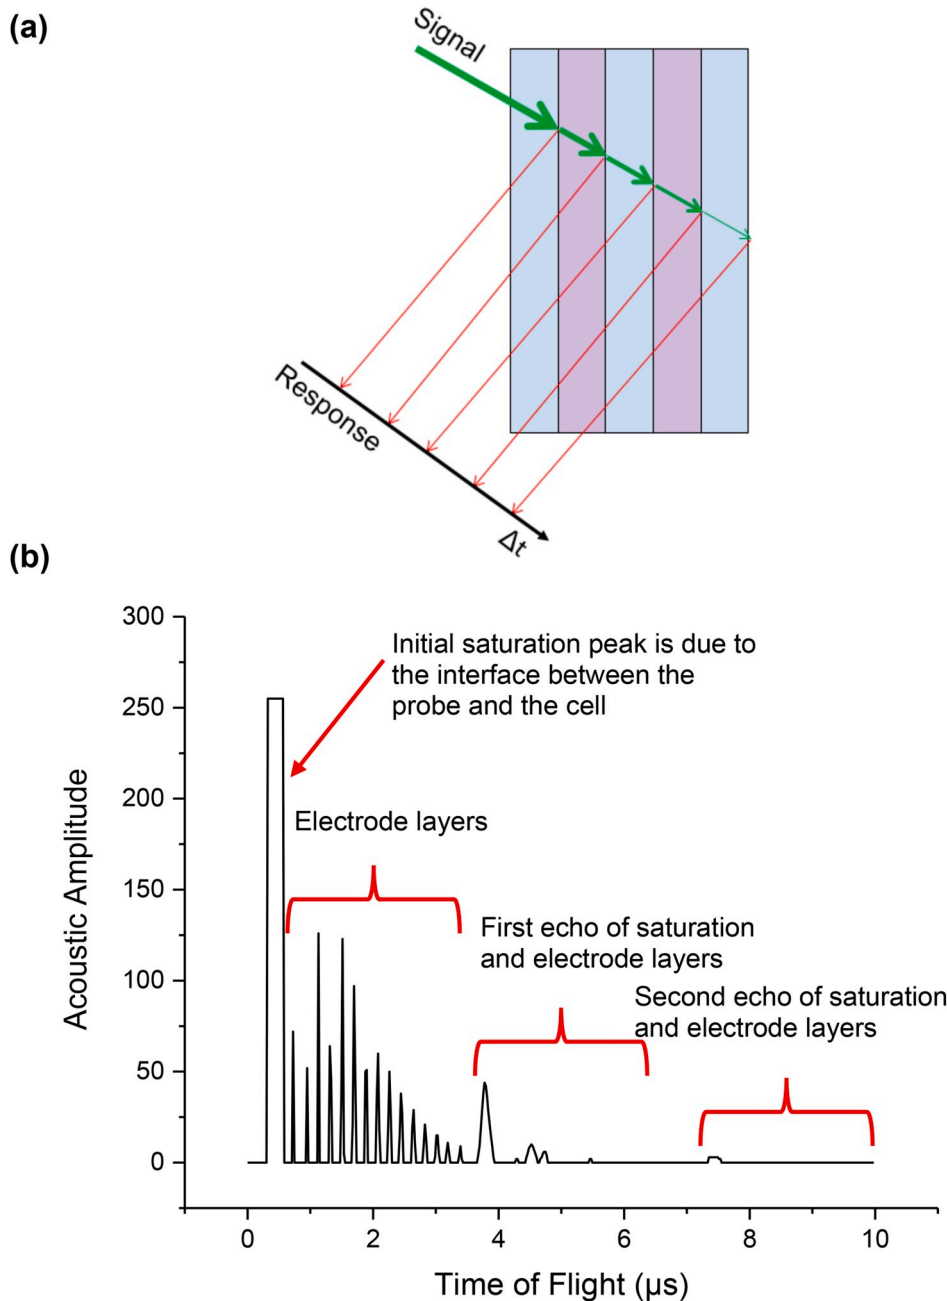 (a)
Signal
Response
Δt
(b)
300
250
200
150
100
50
0
Acoustic Amplitude
Initial saturation peak is due to
the interface between the
probe and the cell
Electrode layers
First echo of saturation
and electrode layers
Second echo of saturation
and electrode layers
0
2
4
6
8
10
Time of Flight (μs)